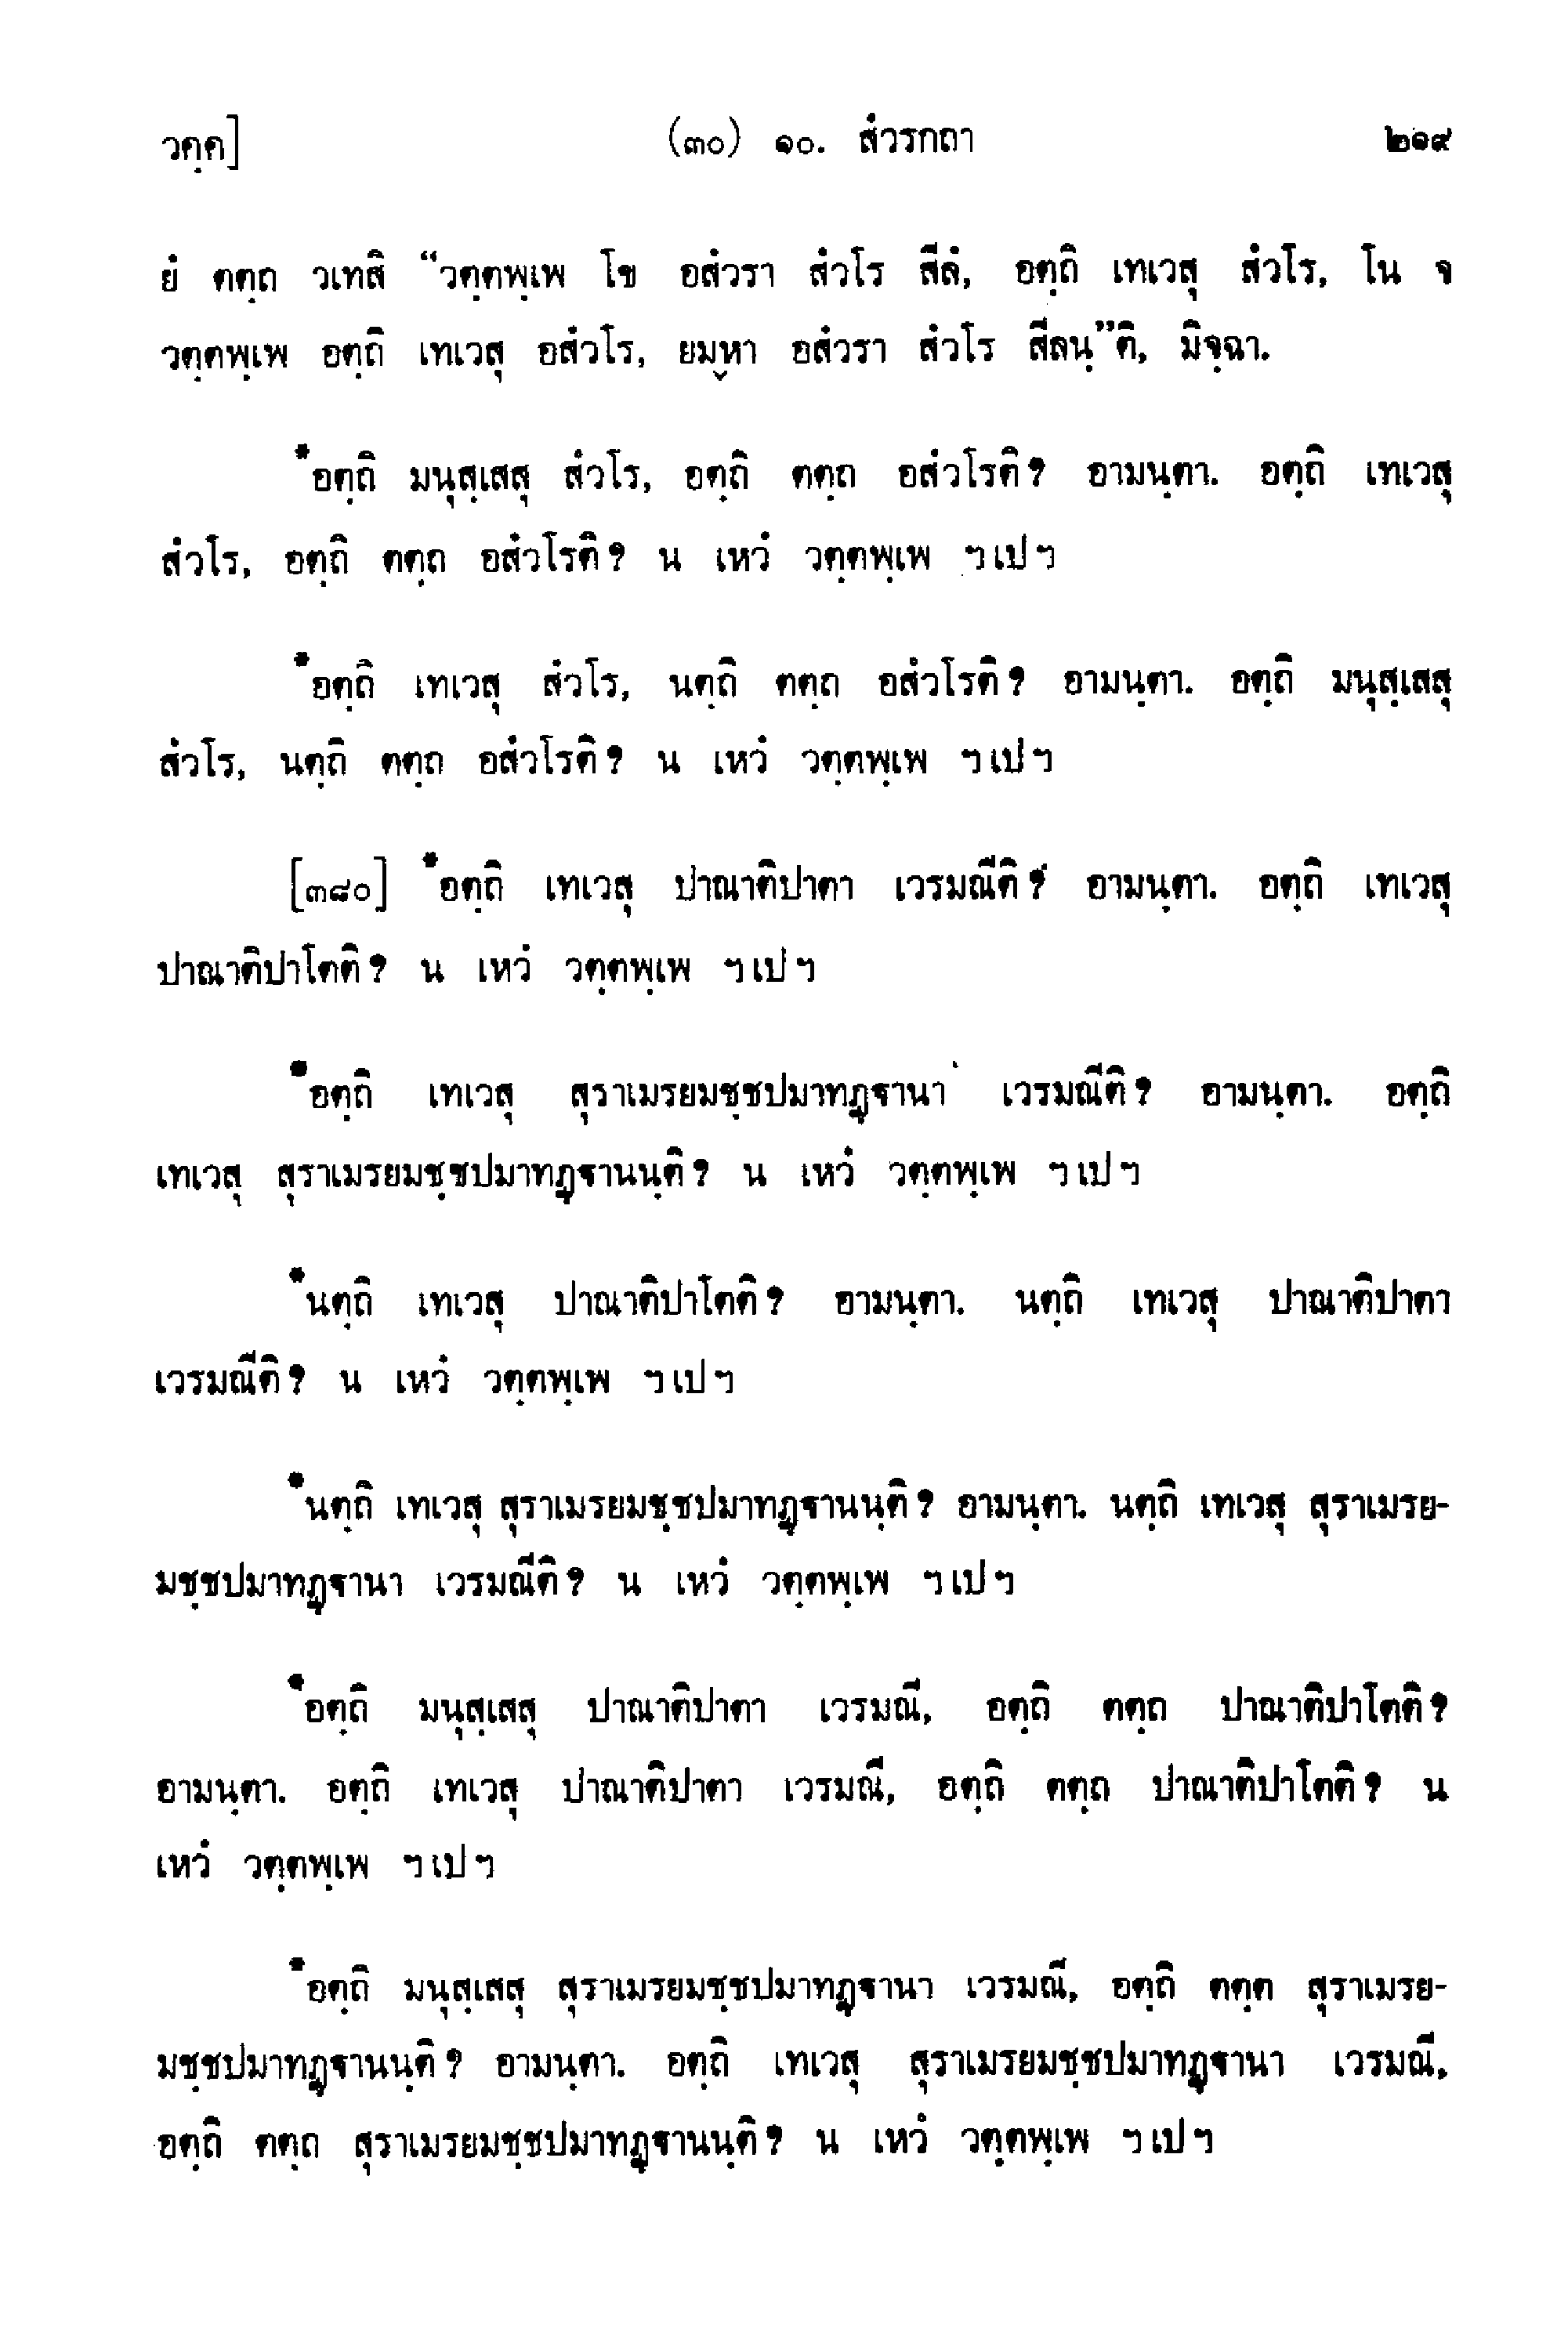 วคฺค]
(๓๐) ๑๐. สํวรกถา
๒๑๙
ยํ ตตฺถ วเทสิ “วตฺตพฺเพ โข อสํวรา สํวโร สีลํ, อตฺถิ เทเวสุ สํวโร, โน จ
วตฺตพฺเพ อตฺถิ เทเวสุ อสํวโร, ยมฺหา อสํวรา สํวโร สีลนฺ”ติ, มิจฺฉา.
*อตฺถิ มนุสฺเสสุ สํวโร, อตฺถิ ตตฺถ อสํวโรติ? อามนฺตา. อตฺถิ เทเวสุ
สํวโร, อตฺถิ ตตฺถ อสํวโรติ? น เหวํ วตฺตพฺเพ ฯเปฯ
*อตฺถิ เทเวสุ สํวโร, นตฺถิ ตตฺถ อสํวโรติ? อามนฺตา. อตฺถิ มนุสฺเสสุ
สํวโร, นตฺถิ ตตฺถ อสํวโรติ? น เหวํ วตฺตพฺเพ ฯเปฯ
[๓๘๐] *อตฺถิ เทเวสุ ปาณาติปาตา เวรมณีติ? อามนฺตา. อตฺถิ เทเวสุ
ปาณาติปาโตติ? น เหวํ วตฺตพฺเพ ฯเปฯ
*อตฺถิ เทเวสุ สุราเมรยมชฺชปมาทฏฺฐานา เวรมณีติ? อามนฺตา. อตฺถิ
เทเวสุ สุราเมรยมชฺชปมาทฏฺฐานนฺติ? น เหวํ วตฺตพฺเพ ฯเปฯ
*นตฺถิ เทเวสุ ปาณาติปาโตติ? อามนฺตา. นตฺถิ เทเวสุ ปาณาติปาตา
เวรมณีติ? น เหวํ วตฺตพฺเพ ฯเปฯ
*นตฺถิ เทเวสุ สุราเมรยมชฺชปมาทฏฺฐานนฺติ? อามนฺตา. นตฺถิ เทเวสุ สุราเมรย-
มชฺชปมาทฏฺฐานา เวรมณีติ? น เหวํ วตฺตพฺเพ ฯเปฯ
*อตฺถิ มนุสฺเสสุ ปาณาติปาตา เวรมณี, อตฺถิ ตตฺถ ปาณาติปาโตติ?
อามนฺตา. อตฺถิ เทเวสุ ปาณาติปาตา เวรมณี, อตฺถิ ตตฺถ ปาณาติปาโตติ? น
เหวํ วตฺตพฺเพ ฯเปฯ
*อตฺถิ มนุสฺเสสุ สุราเมรยมชฺชปมาทฏฺฐานา เวรมณี, อตฺถิ ตตฺต สุราเมรย-
มชฺชปมาทฏฺฐานนฺติ? อามนฺตา. อตฺถิ เทเวสุ สุราเมรยมชฺชปมาทฏฺฐานา เวรมณี,
อตฺถิ ตตฺถ สุราเมรยมชฺชปมาทฏฺฐานนฺติ? น เหวํ วตฺตพฺเพ ฯเปฯ